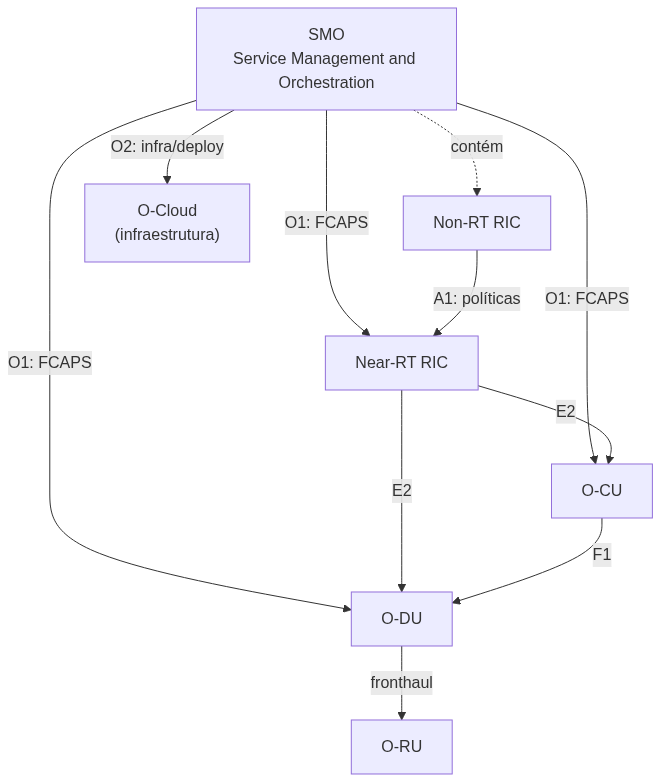 SMO
Service Management and
Orchestration
O2: infra/deploy
contém
O-Cloud
(infraestrutura)
O1: FCAPS
Non-RT RIC
A1: políticas
O1: FCAPS
O1: FCAPS
Near-RT RIC
E2
E2
O-CU
F1
O-DU
fronthaul
O-RU